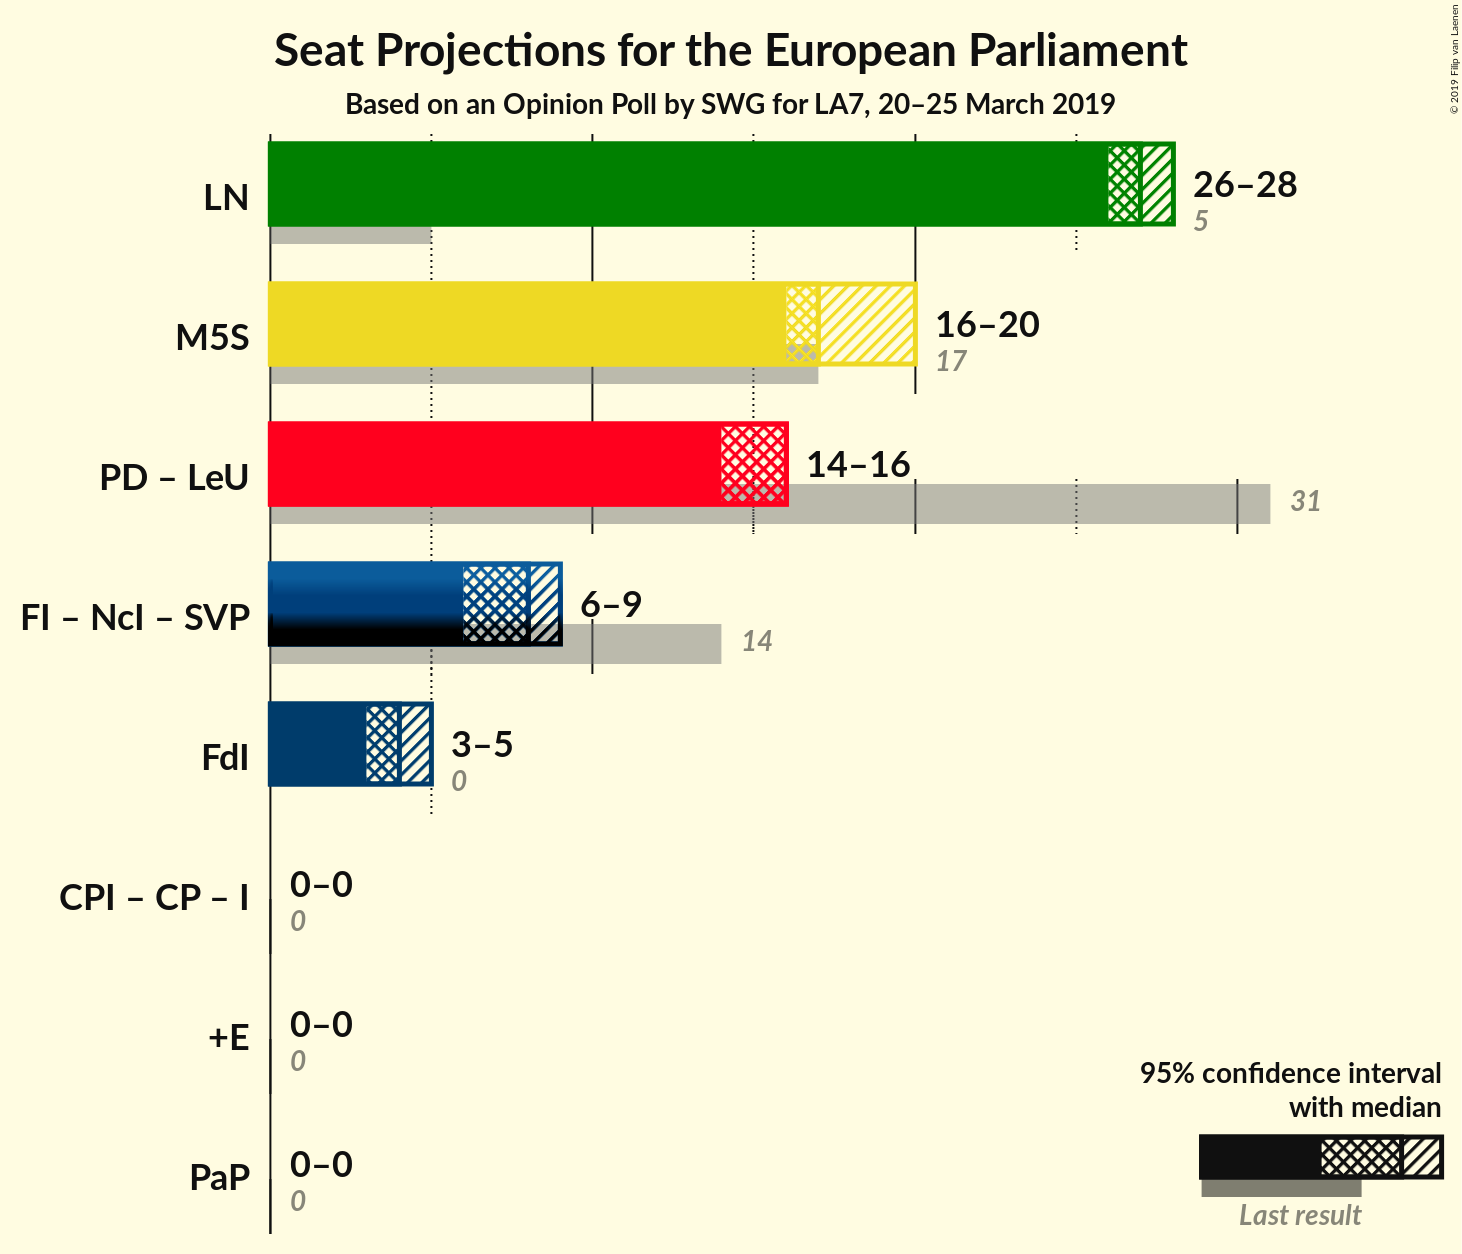 Seat Projections for the European Parliament
Based on an Opinion Poll by SWG for LA7, 20–25 March 2019
© 2019 Filip van Laenen
LN
26–28
5
M5S
16–20
17
PD – LeU
14–16
31
FI – NcI – SVP
6–9
14
FdI
3–5
0
CPI – CP – I
0–0
0
+E
0–0
0
PaP
0–0
0
95% confidence interval
with median
Last result